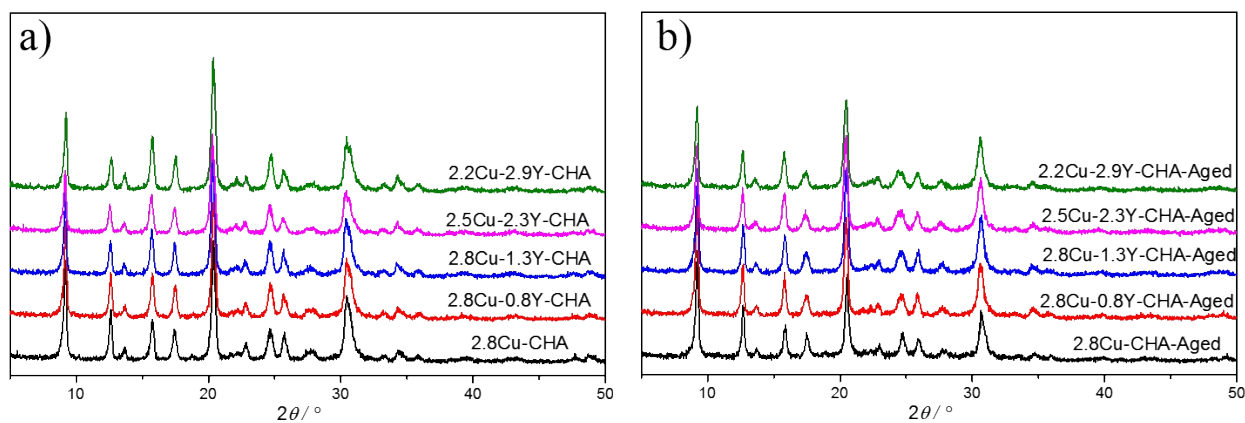 a)
2.2Cu-2.9Y-CHA
2.5Cu-2.3Y-CHA
2.8Cu-1.3Y-CHA
2.8Cu-0.8Y-CHA
2.8Cu-CHA
10 20 30 40 50
2θ / °
b)
2.2Cu-2.9Y-CHA-Aged
2.5Cu-2.3Y-CHA-Aged
2.8Cu-1.3Y-CHA-Aged
2.8Cu-0.8Y-CHA-Aged
2.8Cu-CHA-Aged
10 20 30 40 50
2θ / °